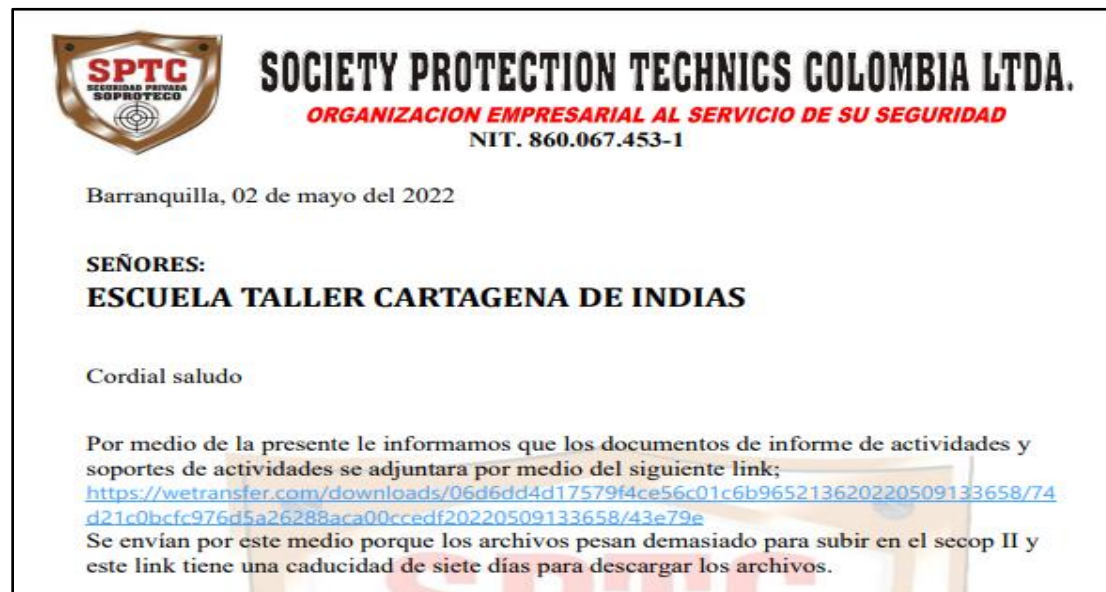 SPTC
SEGURIDAD PRIVADA
SOPROTECO
SOCIETY PROTECTION TECHNICS COLOMBIA LTDA.
ORGANIZACION EMPRESARIAL AL SERVICIO DE SU SEGURIDAD
NIT. 860.067.453-1
Barranquilla, 02 de mayo del 2022
SEÑORES:
ESCUELA TALLER CARTAGENA DE INDIAS
Cordial saludo
Por medio de la presente le informamos que los documentos de informe de actividades y
soportes de actividades se adjuntara por medio del siguiente link;
https://wetransfer.com/downloads/06d6dd4d17579f4ce56c01c6b965213620220509133658/74
d21c0bcfc976d5a26288aca00ccedf20220509133658/43e79e
Se envían por este medio porque los archivos pesan demasiado para subir en el secop II y
este link tiene una caducidad de siete días para descargar los archivos.
SPTC